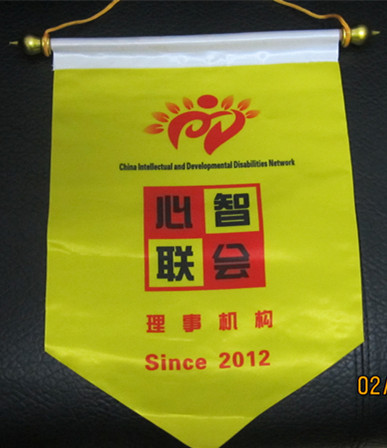 China Intellectual and Developmental Disabilities Network
心智
联会
理事机构
Since 2012
02/